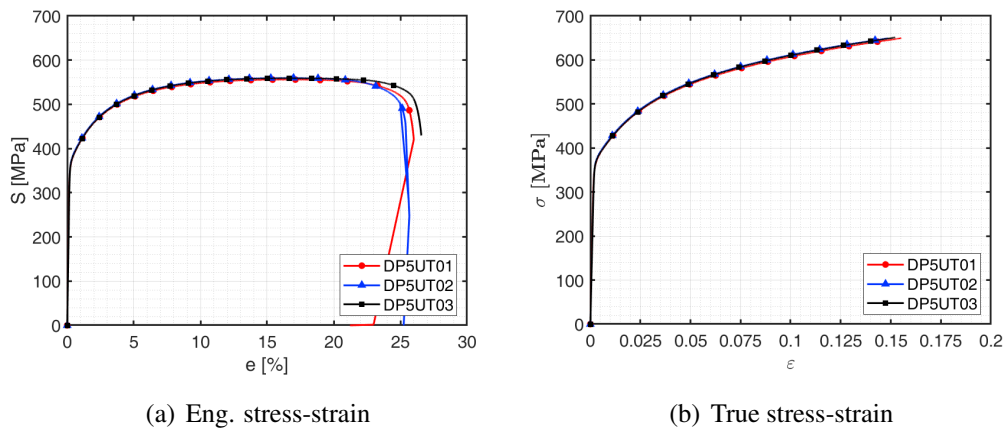 700
600
500
400
300
200
100
0
S [MPa]
0 5 10 15 20 25 30
e [%]
DP5UT01
DP5UT02
DP5UT03
(a) Eng. stress-strain
700
600
500
400
300
200
100
0
σ [MPa]
0 0.025 0.05 0.075 0.1 0.125 0.15 0.175 0.2
ε
DP5UT01
DP5UT02
DP5UT03
(b) True stress-strain